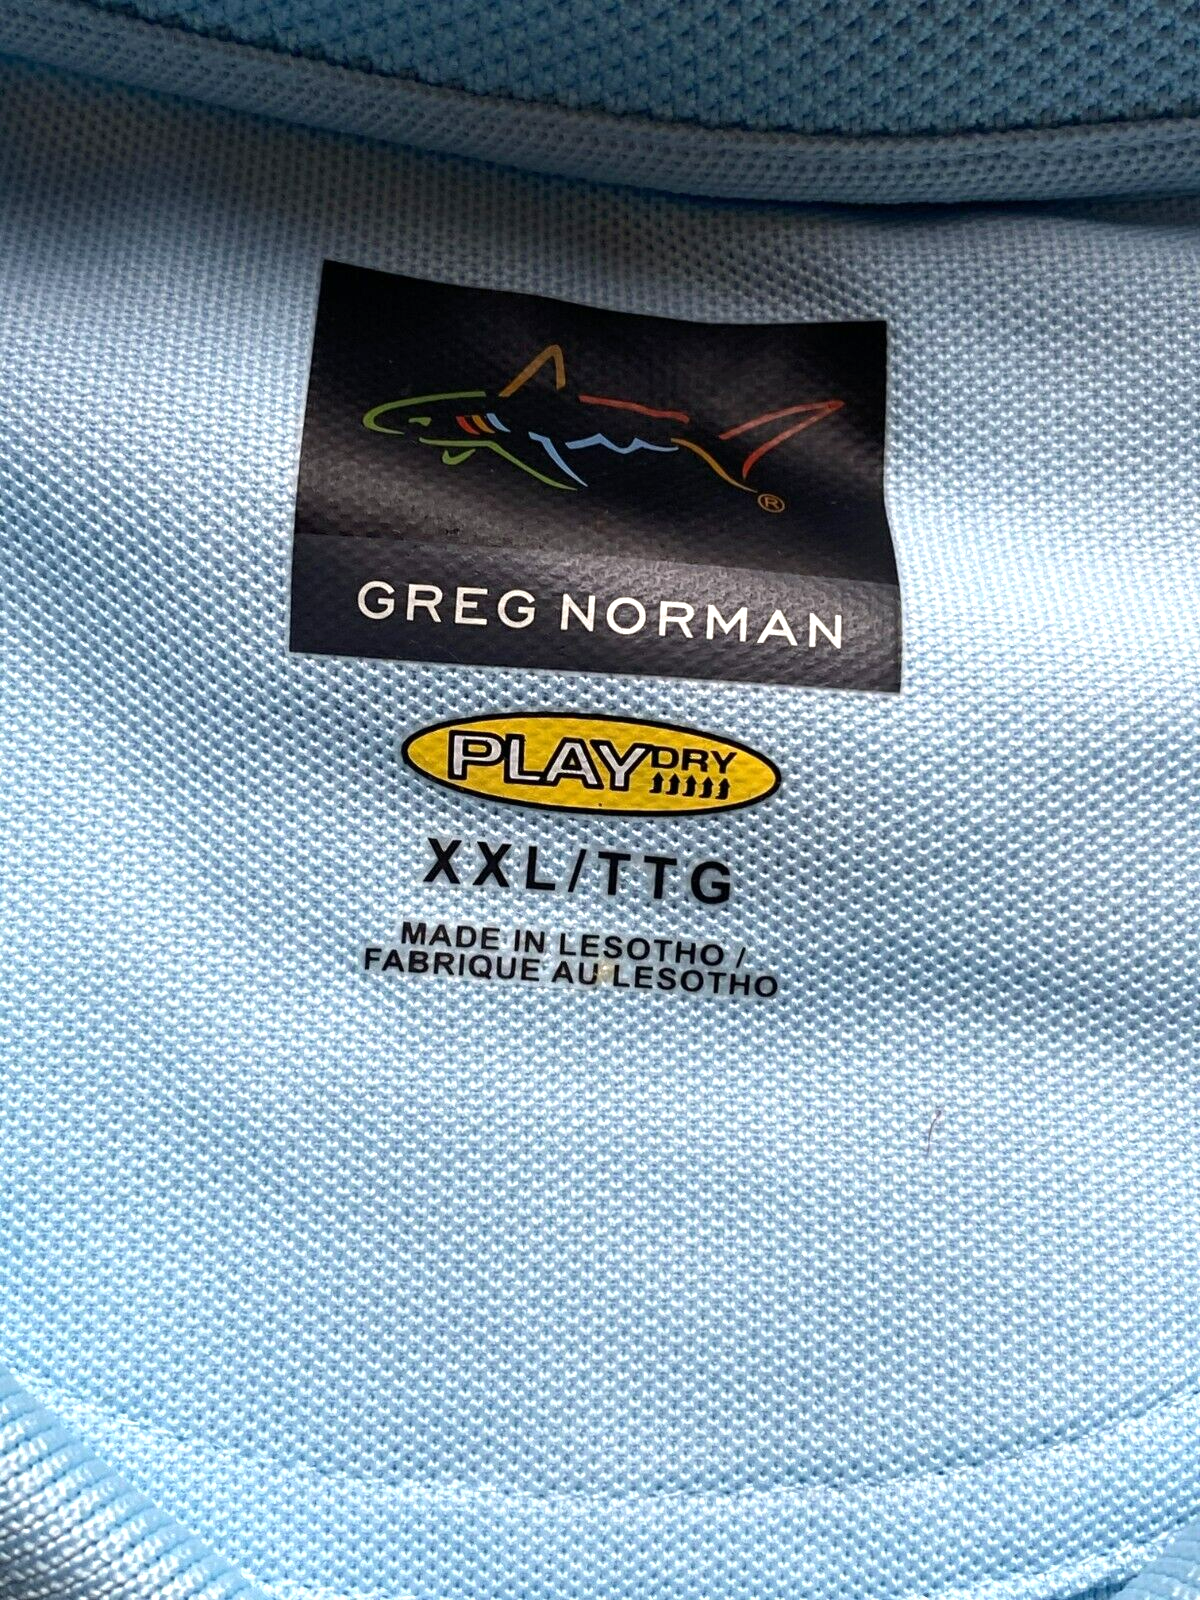 ®
GREG NORMAN
PLAYDRY
XXL/TTG
MADE IN LESOTHO /
FABRIQUE AU LESOTHO